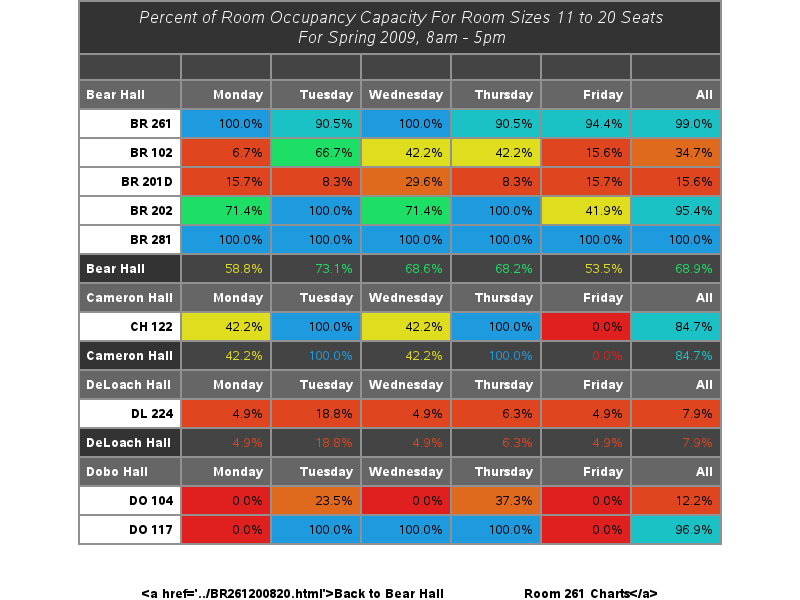 Percent of Room Occupancy Capacity For Room Sizes 11 to 20 Seats
For Spring 2009, 8am - 5pm
Bear Hall Monday Tuesday Wednesday Thursday Friday All
BR 261 100.0% 90.5% 100.0% 90.5% 94.4% 99.0%
BR 102 6.7% 66.7% 42.2% 42.2% 15.6% 34.7%
BR 201D 15.7% 8.3% 29.6% 8.3% 15.7% 15.6%
BR 202 71.4% 100.0% 71.4% 100.0% 41.9% 95.4%
BR 281 100.0% 100.0% 100.0% 100.0% 100.0% 100.0%
Bear Hall 58.8% 73.1% 68.6% 68.2% 53.5% 68.9%
Cameron Hall Monday Tuesday Wednesday Thursday Friday All
CH 122 42.2% 100.0% 42.2% 100.0% 0.0% 84.7%
Cameron Hall 42.2% 100.0% 42.2% 100.0% 0.0% 84.7%
DeLoach Hall Monday Tuesday Wednesday Thursday Friday All
DL 224 4.9% 18.8% 4.9% 6.3% 4.9% 7.9%
DeLoach Hall 4.9% 18.8% 4.9% 6.3% 4.9% 7.9%
Dobo Hall Monday Tuesday Wednesday Thursday Friday All
DO 104 0.0% 23.5% 0.0% 37.3% 0.0% 12.2%
DO 117 0.0% 100.0% 100.0% 100.0% 0.0% 96.9%
<a href='../BR261200820.html'>Back to Bear Hall Room 261 Charts</a>